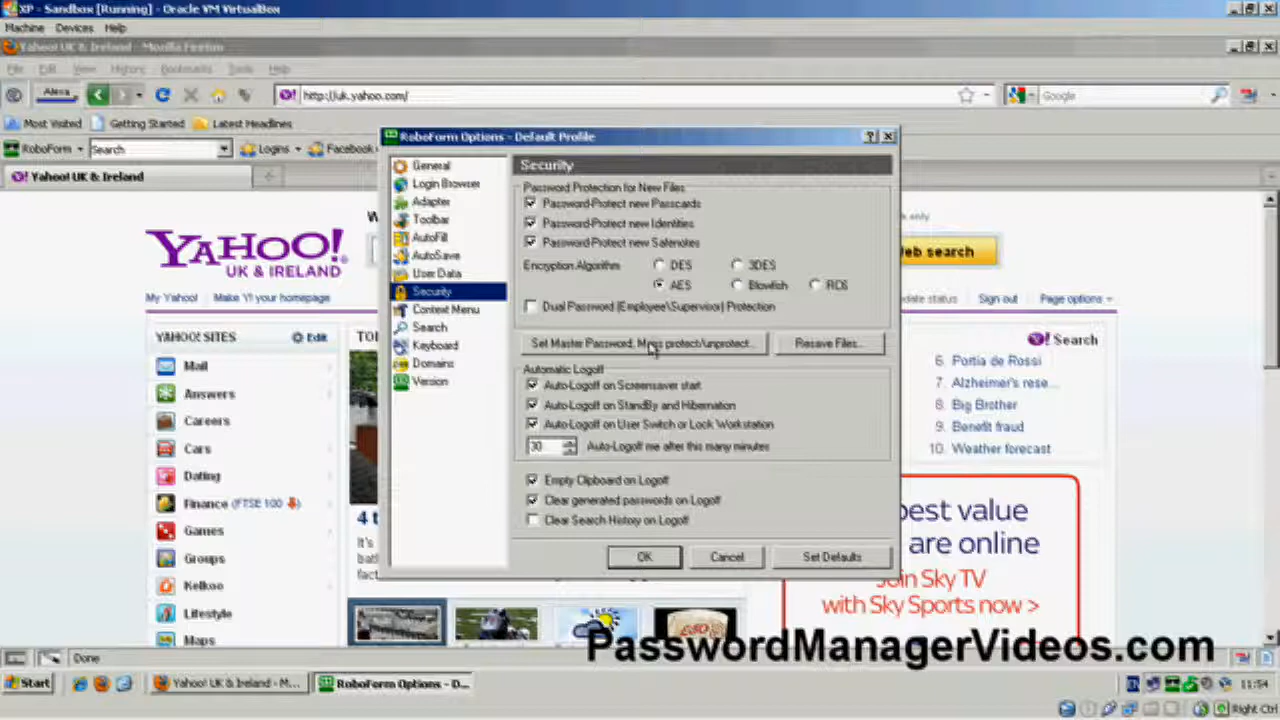 XP - Sandbox [Running] - Oracle VM VirtualBox
Machine Devices Help
Yahoo! UK & Ireland - Mozilla Firefox
File Edit View History Bookmarks Tools Help
Alexa
http://uk.yahoo.com/
Google
Most Visited Getting Started Latest Headlines
RoboForm Search Logins Facebook
Yahoo! UK & Ireland
RoboForm Options - Default Profile
General
Login Browser
Adapter
Toolbar
AutoFill
AutoSave
User Data
Security
Context Menu
Search
Keyboard
Domains
Version
Security
Password Protection for New Files
Password-Protect new Passcards
Password-Protect new Identities
Password-Protect new Safenotes
Encryption Algorithm DES 3DES
AES Blowfish RC6
Dual Password (Employee\Supervisor) Protection
Set Master Password, Mass protect/unprotect... Resave Files...
Automatic Logoff
Auto-Logoff on Screensaver start
Auto-Logoff on StandBy and Hibernation
Auto-Logoff on User Switch or Lock Workstation
30 Auto-Logoff me after this many minutes
Empty Clipboard on Logoff
Clear generated passwords on Logoff
Clear Search History on Logoff
OK Cancel Set Defaults
W
only
YAHOO!
UK & IRELAND
eb search
My Yahoo! Make Y! your homepage
date status Sign out Page options
YAHOO! SITES Edit
TO
Mail
Answers
Careers
Cars
Dating
Finance (FTSE 100 )
Games
Groups
Kelkoo
Lifestyle
Maps
4 t
It's
bat
fact
Y! Search
6. Portia de Rossi
7. Alzheimer's rese...
8. Big Brother
9. Benefit fraud
10. Weather forecast
best value
are online
Join Sky TV
with Sky Sports now >
PasswordManagerVideos.com
Done
Start Yahoo! UK & Ireland - M... RoboForm Options - D... 11:54
Right Ctrl